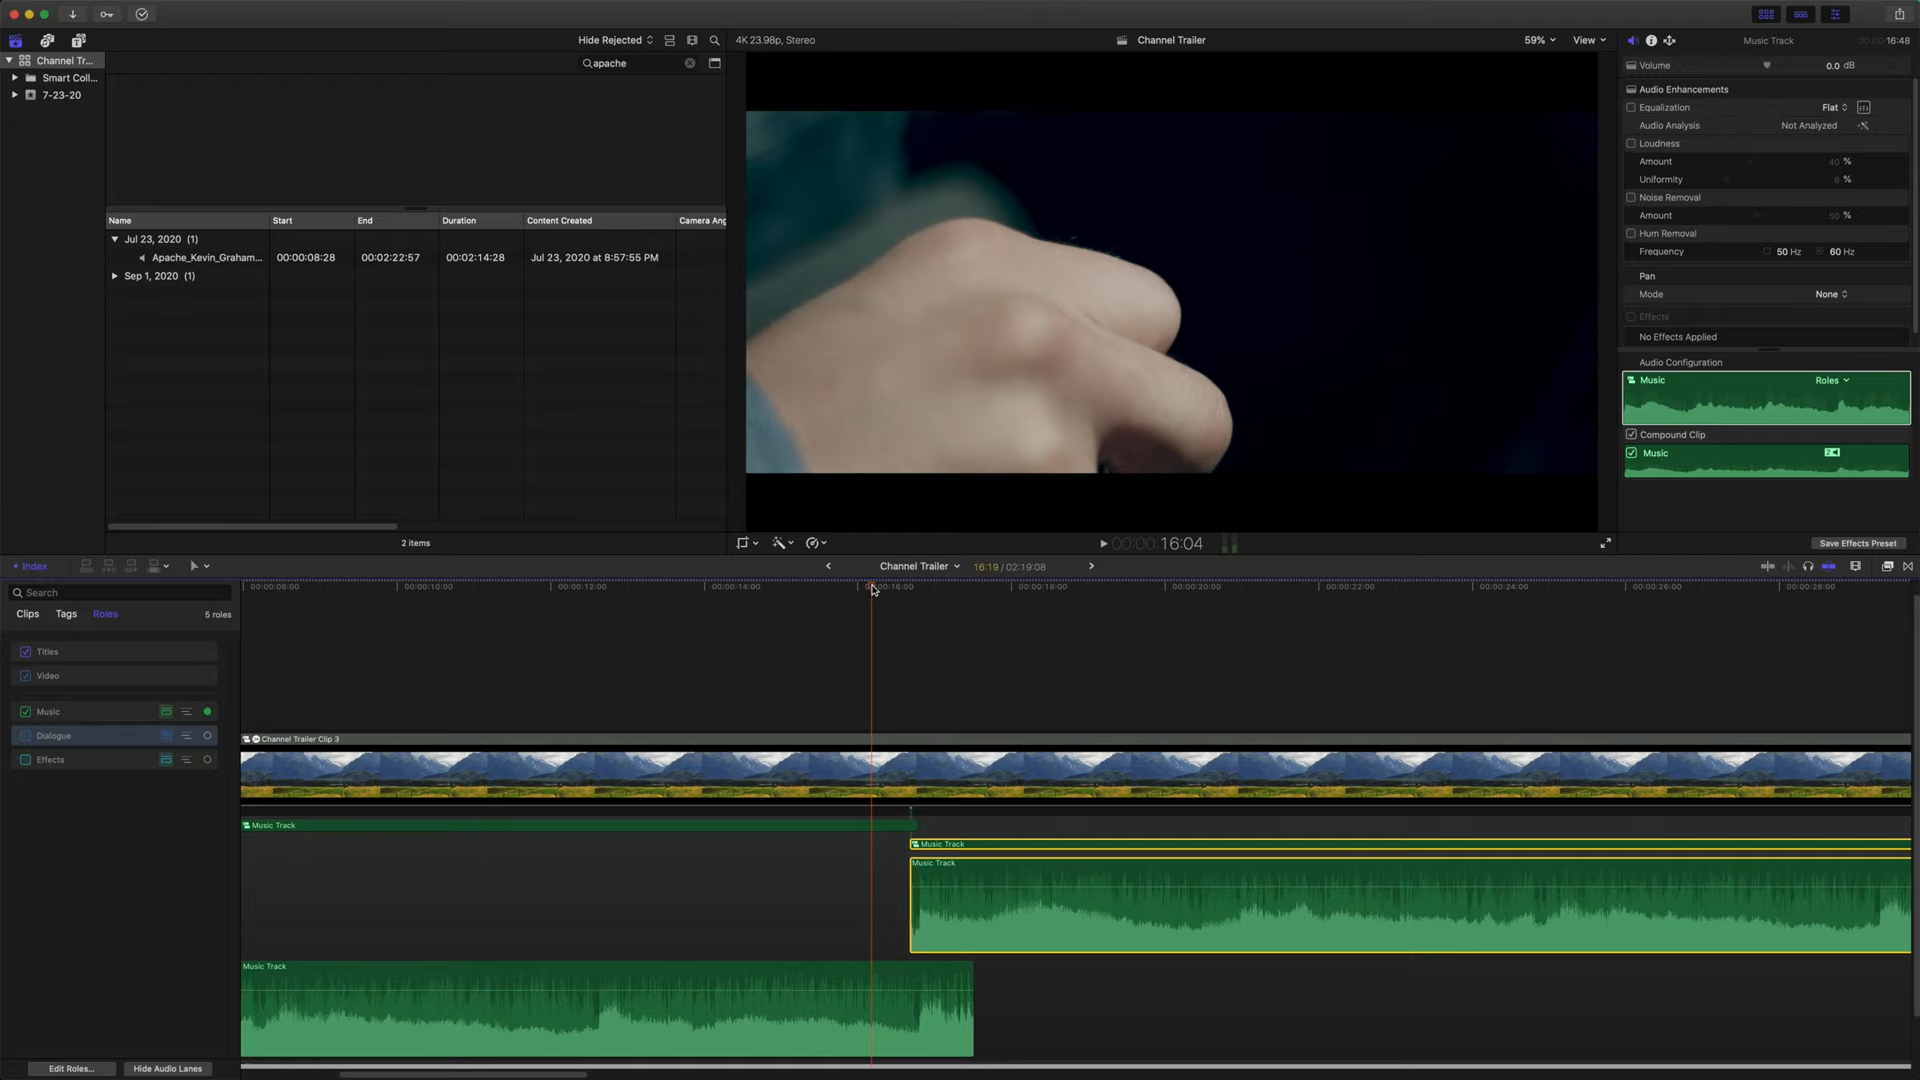 Hide Rejected
4K 23.98p, Stereo
Channel Trailer
59%
View
Music Track
00:00:16:48
Channel Tr...
apache
Volume
0.0 dB
Smart Coll...
7-23-20
Audio Enhancements
Equalization
Flat
Audio Analysis
Not Analyzed
Loudness
Amount
40 %
Uniformity
6 %
Noise Removal
Amount
50 %
Hum Removal
Frequency
50 Hz
60 Hz
Pan
Mode
None
Effects
No Effects Applied
Audio Configuration
Music
Roles
Compound Clip
Music
Save Effects Preset
Name
Start
End
Duration
Content Created
Camera Ang
Jul 23, 2020 (1)
Apache_Kevin_Graham...
00:00:08:28
00:02:22:57
00:02:14:28
Jul 23, 2020 at 8:57:55 PM
Sep 1, 2020 (1)
2 items
00:00:16:04
Index
Channel Trailer
16:19 / 02:19:08
Search
00:00:08:00
00:00:10:00
00:00:12:00
00:00:14:00
00:00:16:00
00:00:18:00
00:00:20:00
00:00:22:00
00:00:24:00
00:00:26:00
00:00:28:00
Clips
Tags
Roles
5 roles
Titles
Video
Music
Dialogue
Effects
Channel Trailer Clip 3
Music Track
Music Track
Music Track
Music Track
Edit Roles...
Hide Audio Lanes